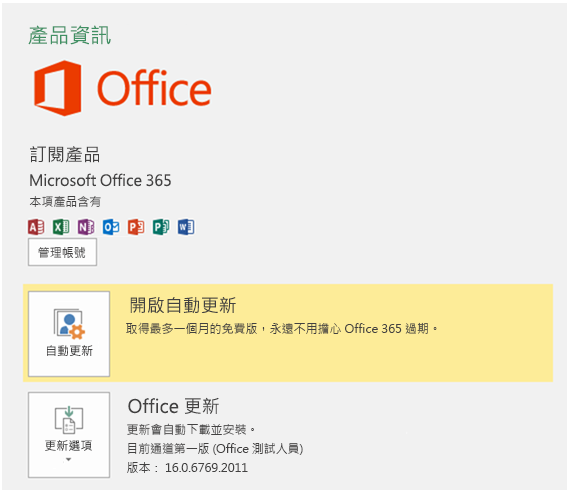 產品資訊
Office
訂閱產品
Microsoft Office 365
本項產品含有
管理帳號
開啟自動更新
取得最多一個月的免費版，永遠不用擔心 Office 365 過期。
自動更新
Office 更新
更新會自動下載並安裝。
更新選項
目前通道第一版 (Office 測試人員)
版本： 16.0.6769.2011